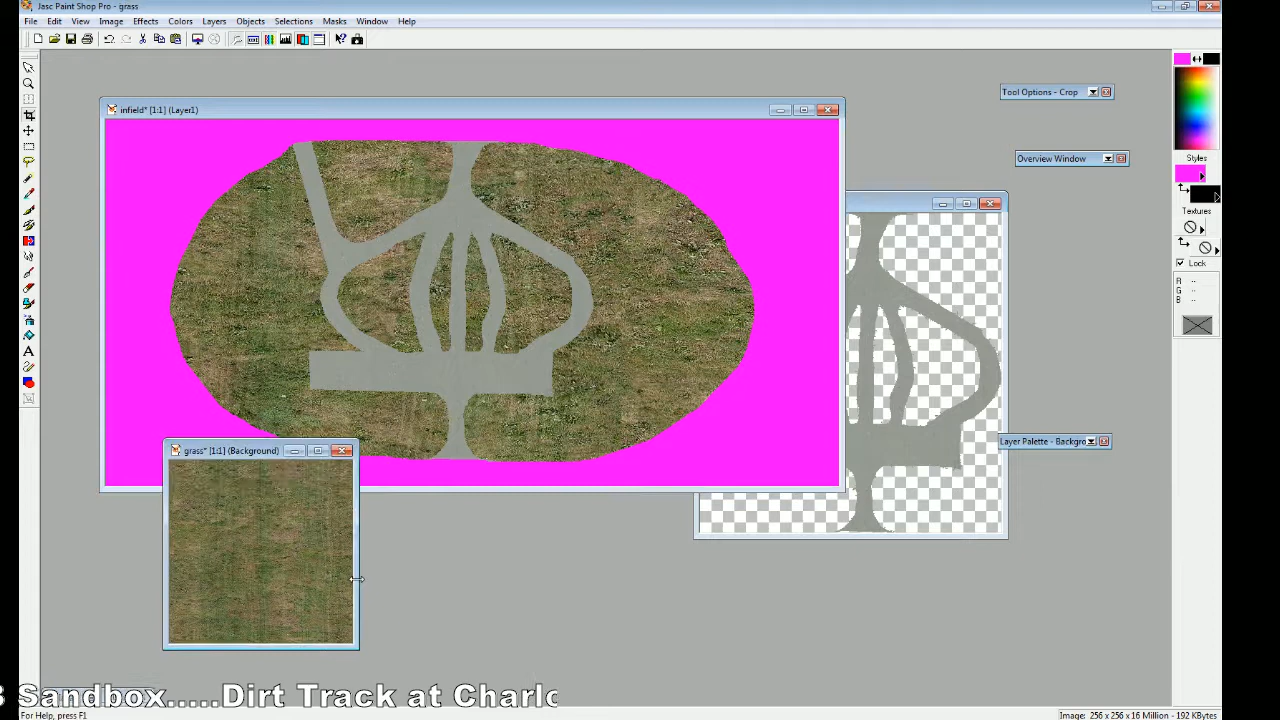 Jasc Paint Shop Pro - grass
File Edit View Image Effects Colors Layers Objects Selections Masks Window Help
Tool Options - Crop
infield* [1:1] (Layer1)
Overview Window
Styles
Textures
Lock
R --
G --
B --
Layer Palette - Backgro
grass* [1:1] (Background)
Sandbox.....Dirt Track at Charlo
For Help, press F1
Image: 256 x 256 x 16 Million - 192 KBytes